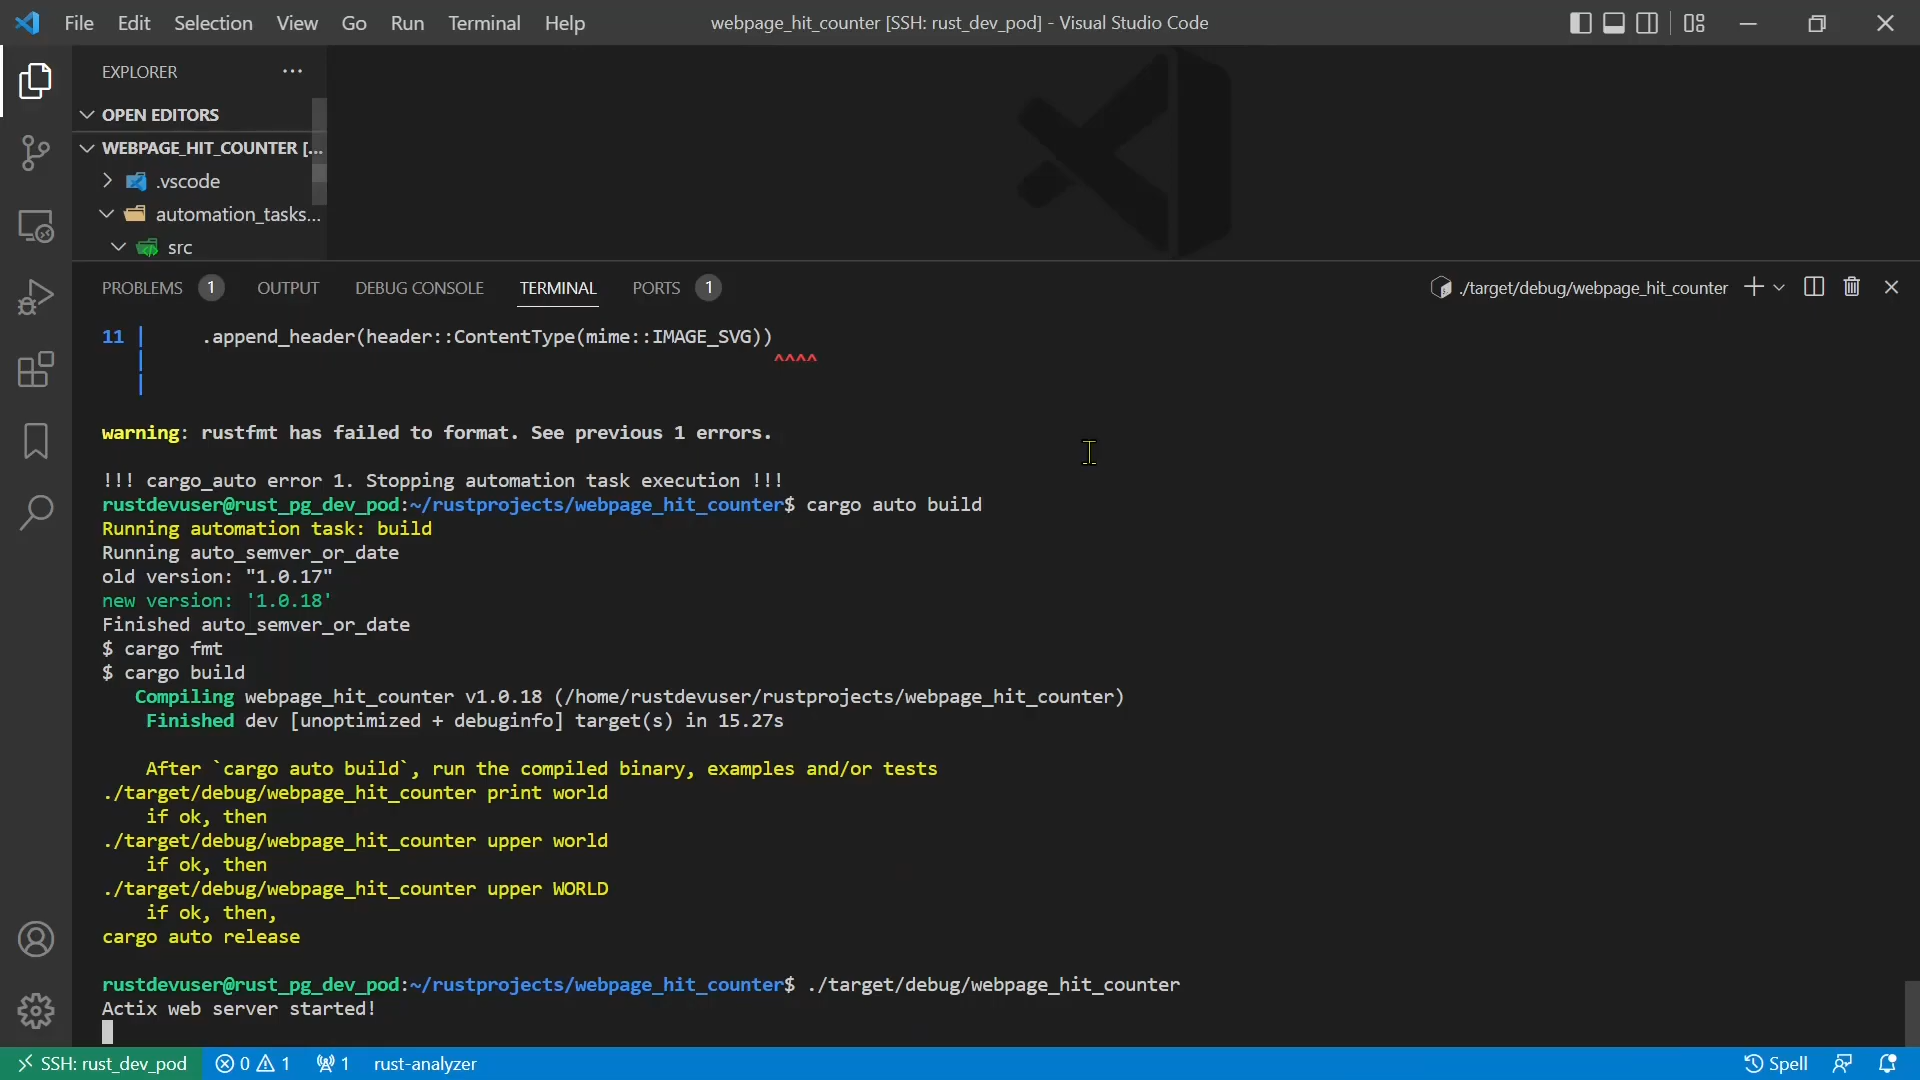 File Edit Selection View Go Run Terminal Help webpage_hit_counter [SSH: rust_dev_pod] - Visual Studio Code
EXPLORER ···
OPEN EDITORS
WEBPAGE_HIT_COUNTER [...
.vscode
automation_tasks...
src
PROBLEMS 1 OUTPUT DEBUG CONSOLE TERMINAL PORTS 1 ./target/debug/webpage_hit_counter
11 |     .append_header(header::ContentType(mime::IMAGE_SVG))
|                                                         ^^^^
|
warning: rustfmt has failed to format. See previous 1 errors.
!!! cargo_auto error 1. Stopping automation task execution !!!
rustdevuser@rust_pg_dev_pod:~/rustprojects/webpage_hit_counter$ cargo auto build
Running automation task: build
Running auto_semver_or_date
old version: "1.0.17"
new version: '1.0.18'
Finished auto_semver_or_date
$ cargo fmt
$ cargo build
Compiling webpage_hit_counter v1.0.18 (/home/rustdevuser/rustprojects/webpage_hit_counter)
Finished dev [unoptimized + debuginfo] target(s) in 15.27s
After `cargo auto build`, run the compiled binary, examples and/or tests
./target/debug/webpage_hit_counter print world
if ok, then
./target/debug/webpage_hit_counter upper world
if ok, then
./target/debug/webpage_hit_counter upper WORLD
if ok, then,
cargo auto release
rustdevuser@rust_pg_dev_pod:~/rustprojects/webpage_hit_counter$ ./target/debug/webpage_hit_counter
Actix web server started!
SSH: rust_dev_pod 0 1 1 rust-analyzer Spell